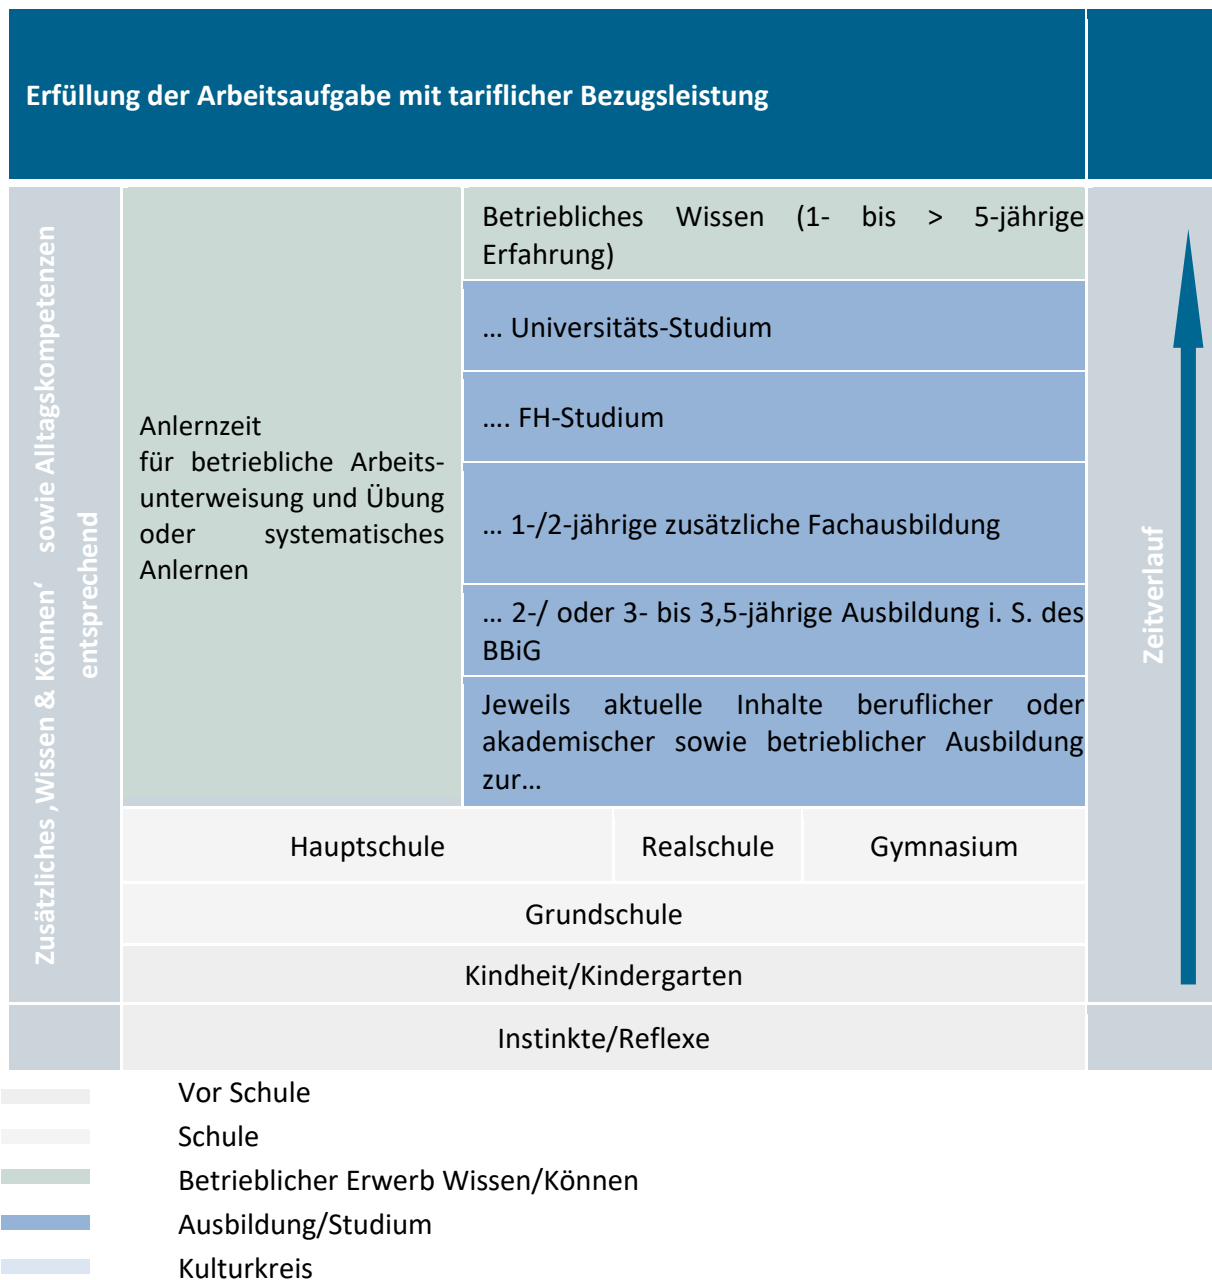 Erfüllung der Arbeitsaufgabe mit tariflicher Bezugsleistung
Zusätzliches ‚Wissen & Können‘ sowie Alltagskompetenzen
entsprechend
Anlernzeit
für betriebliche Arbeits-
unterweisung und Übung
oder systematisches
Anlernen
Betriebliches Wissen (1- bis > 5-jährige
Erfahrung)
... Universitäts-Studium
.... FH-Studium
... 1-/2-jährige zusätzliche Fachausbildung
... 2-/ oder 3- bis 3,5-jährige Ausbildung i. S. des
BBiG
Jeweils aktuelle Inhalte beruflicher oder
akademischer sowie betrieblicher Ausbildung
zur...
Zeitverlauf
Hauptschule
Realschule
Gymnasium
Grundschule
Kindheit/Kindergarten
Instinkte/Reflexe
Vor Schule
Schule
Betrieblicher Erwerb Wissen/Können
Ausbildung/Studium
Kulturkreis